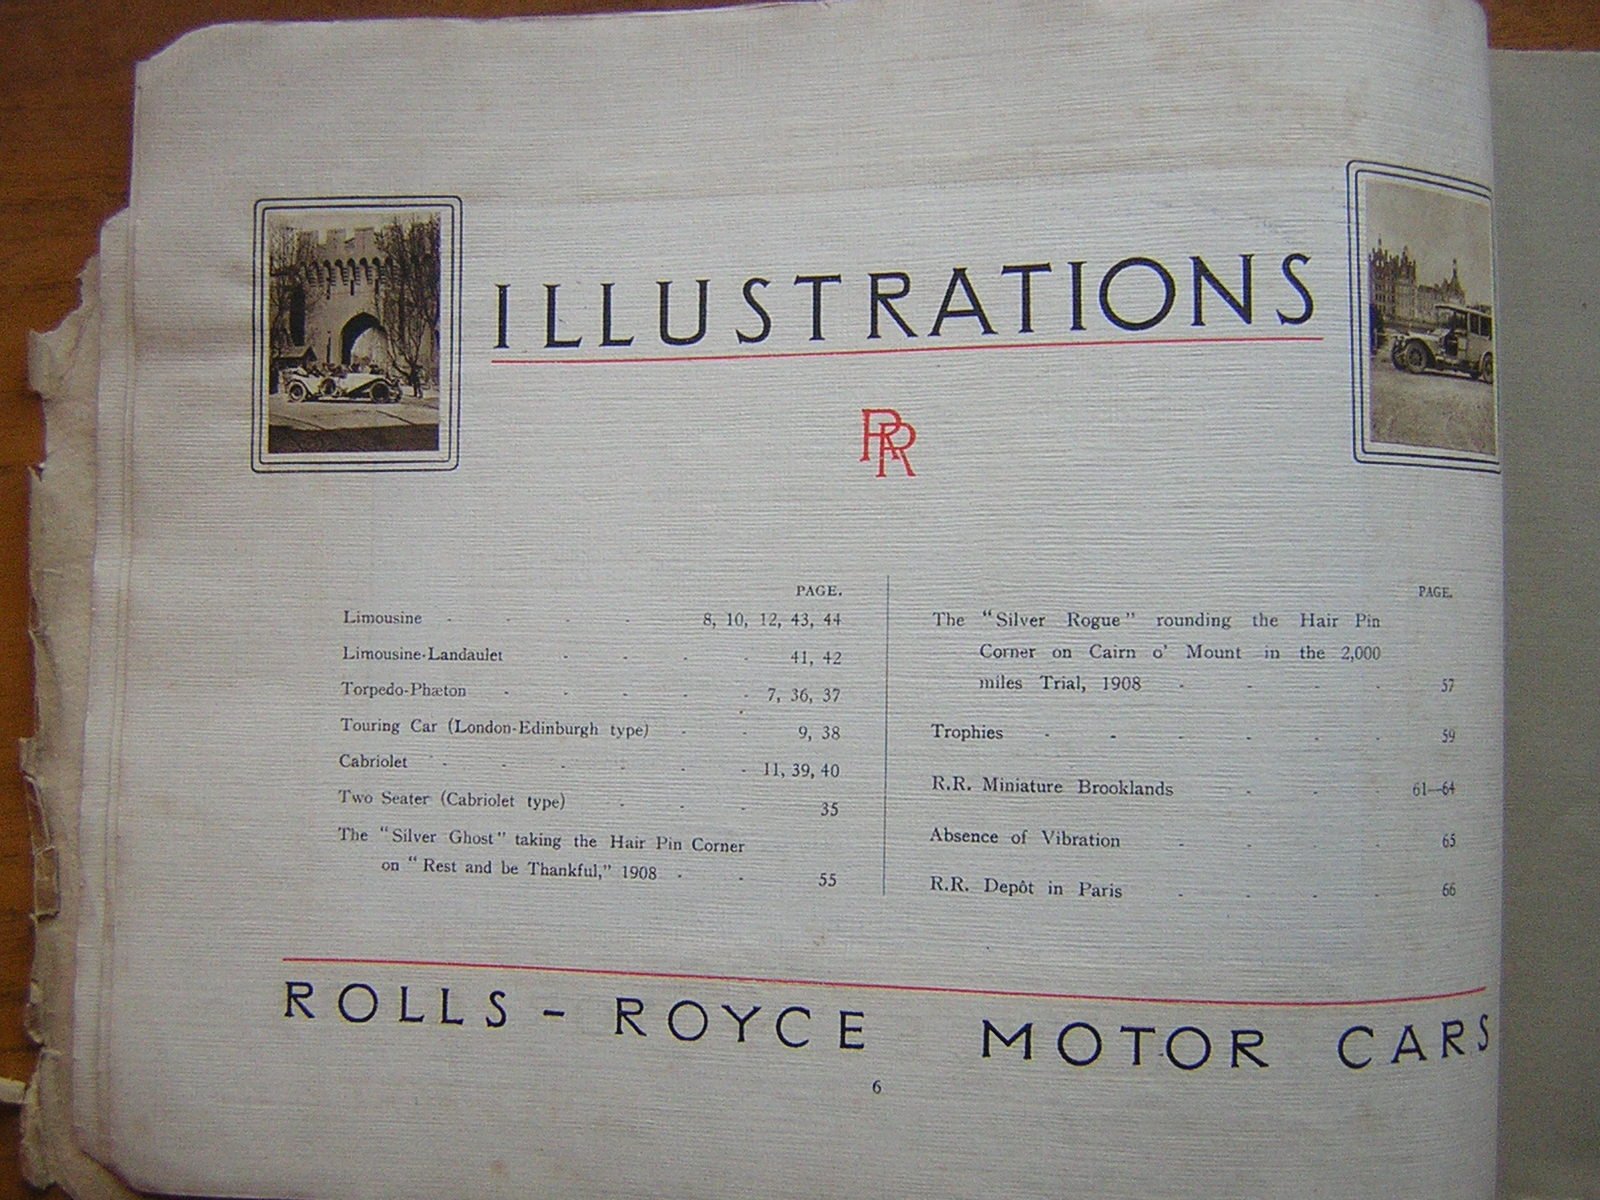 ILLUSTRATIONS
RR
PAGE.
Limousine - - - - 8, 10, 12, 43, 44
Limousine-Landaulet - - - - 41, 42
Torpedo-Phæton - - - - - 7, 36, 37
Touring Car (London-Edinburgh type) - - 9, 38
Cabriolet - - - - - - 11, 39, 40
Two Seater (Cabriolet type) - - - 35
The "Silver Ghost" taking the Hair Pin Corner
on "Rest and be Thankful," 1908 - - 55
PAGE.
The "Silver Rogue" rounding the Hair Pin
Corner on Cairn o' Mount in the 2,000
miles Trial, 1908 - - - - 57
Trophies - - - - - - 59
R.R. Miniature Brooklands - - - 61—64
Absence of Vibration - - - - 65
R.R. Depôt in Paris - - - - 66
ROLLS-ROYCE MOTOR CARS
6